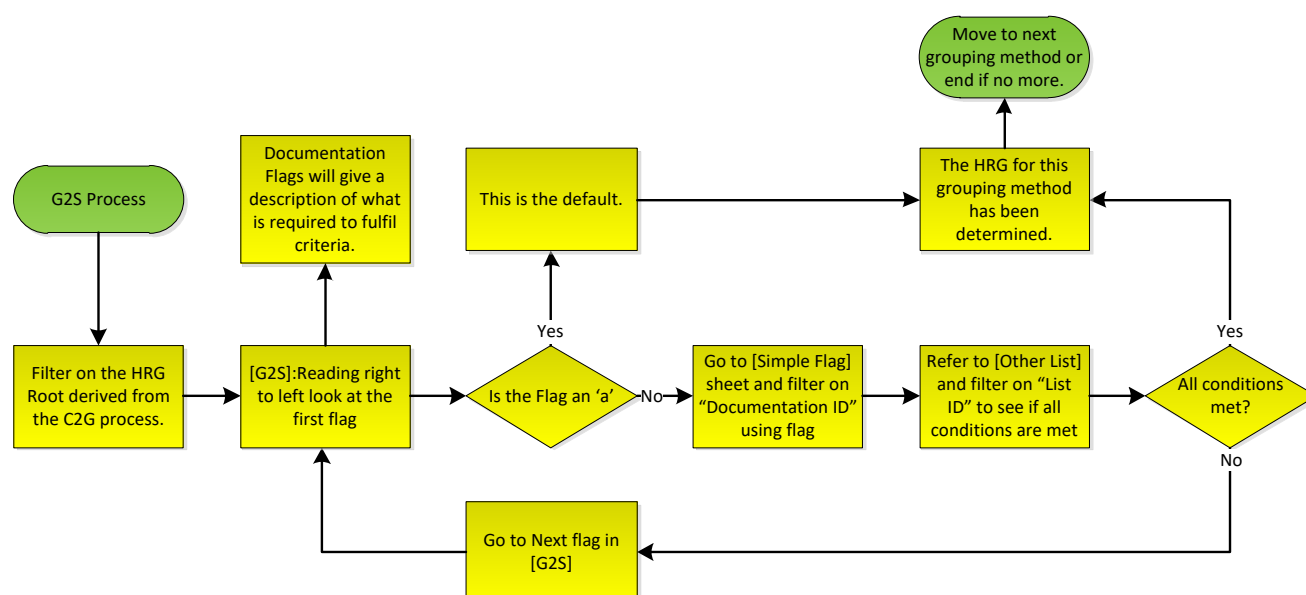 Move to next
grouping method or
end if no more.
G2S Process
Documentation
Flags will give a
description of what
is required to fulfil
criteria.
This is the default.
The HRG for this
grouping method
has been
determined.
Filter on the HRG
Root derived from
the C2G process.
[G2S]:Reading right
to left look at the
first flag
Yes
Is the Flag an ‘a’
No
Go to [Simple Flag]
sheet and filter on
“Documentation ID”
using flag
Refer to [Other List]
and filter on “List
ID” to see if all
conditions are met
Yes
All conditions
met?
No
Go to Next flag in
[G2S]